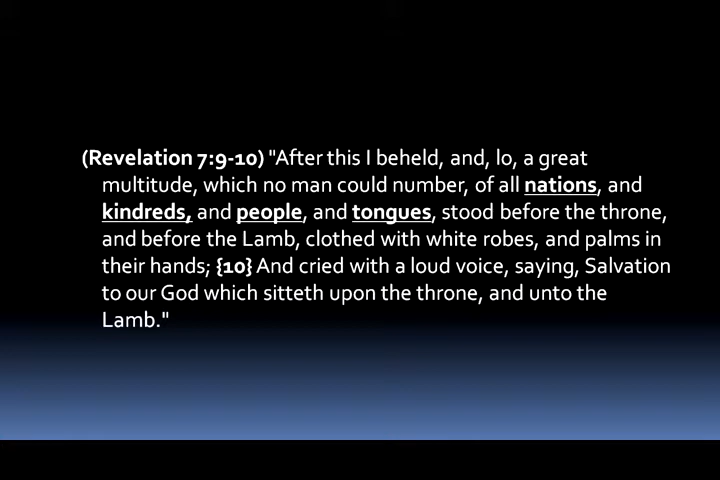 (Revelation 7:9-10) "After this I beheld, and, lo, a great
multitude, which no man could number, of all nations, and
kindreds, and people, and tongues, stood before the throne,
and before the Lamb, clothed with white robes, and palms in
their hands; {10} And cried with a loud voice, saying, Salvation
to our God which sitteth upon the throne, and unto the
Lamb."